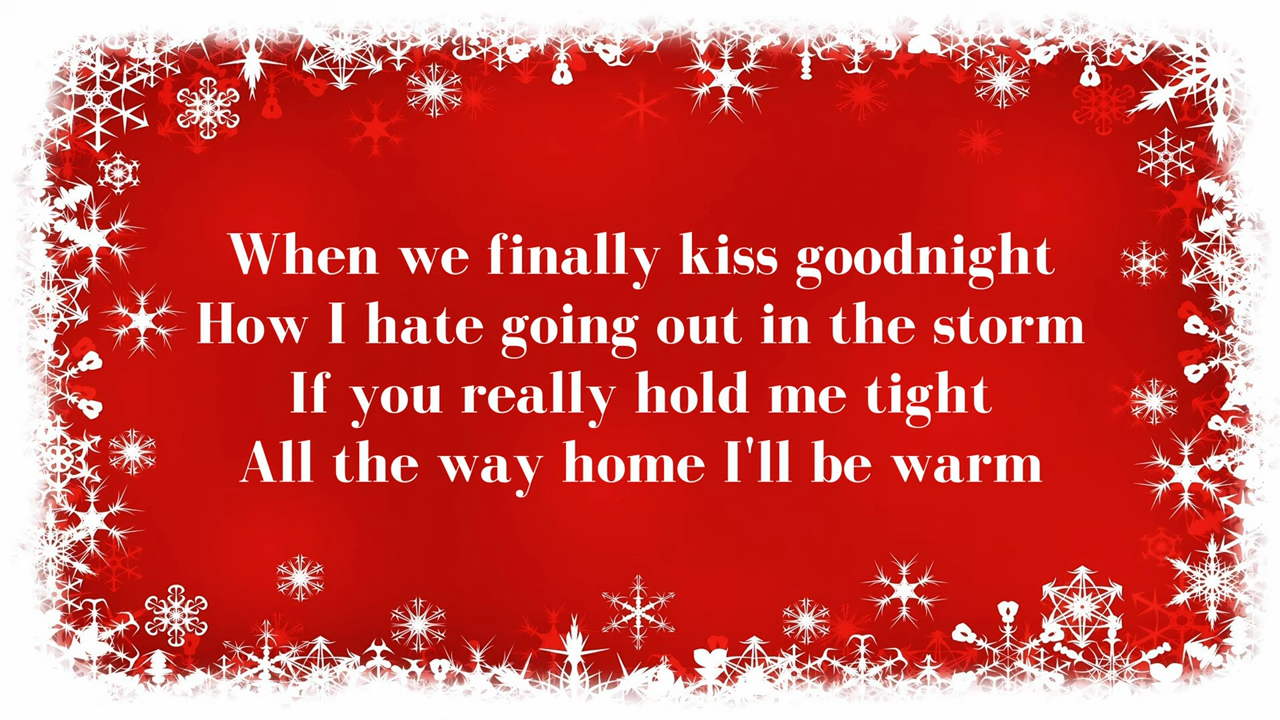 When we finally kiss goodnight
How I hate going out in the storm
If you really hold me tight
All the way home I'll be warm